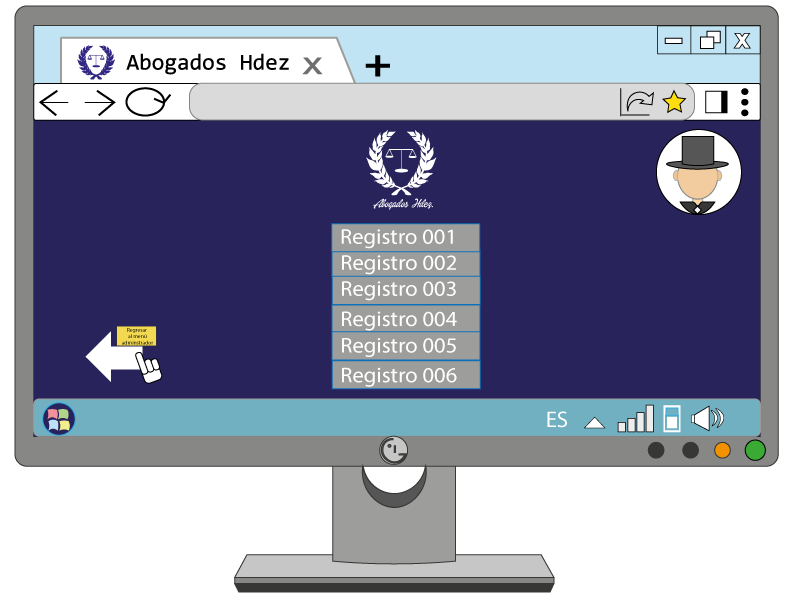 Abogados Hdez X
X
Abogados Hdez.
Registro 001
Registro 002
Registro 003
Registro 004
Registro 005
Registro 006
Regresar
al menú
administrador
ES